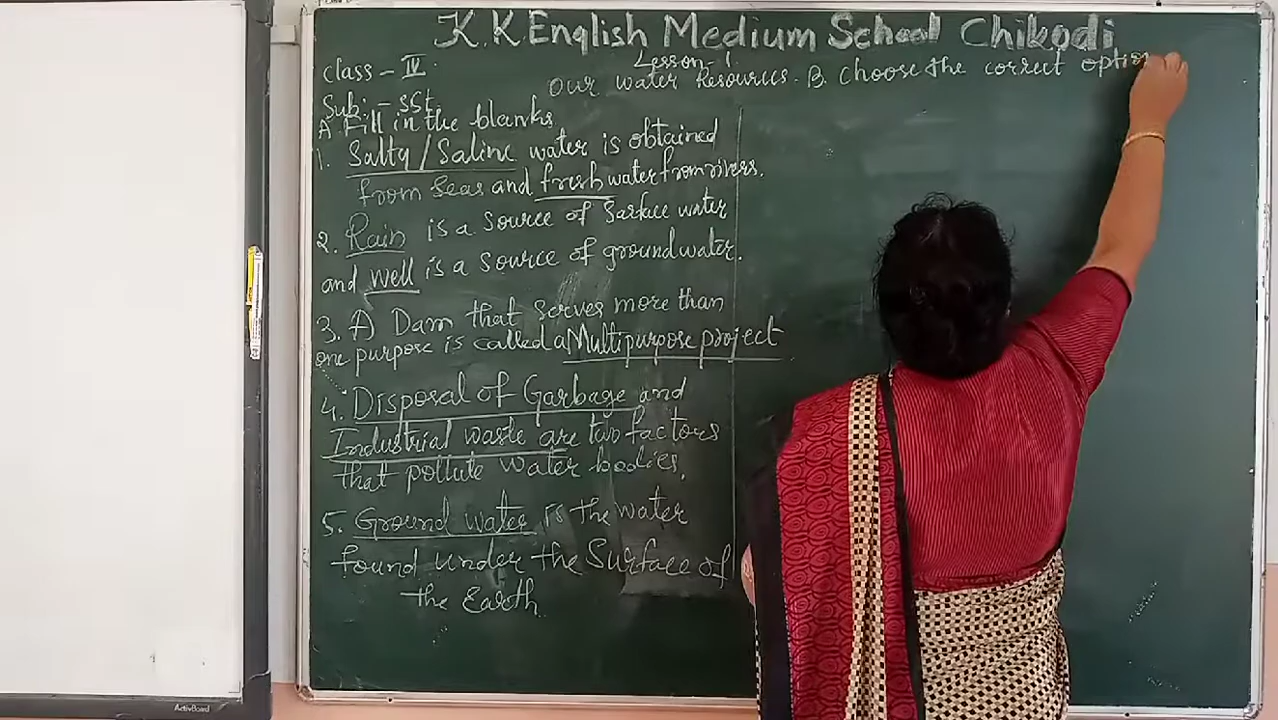 K.K. English Medium School Chikodi
Class - IV
Lesson - 1.
Our Water Resources.
Sub:- SSt.
A. Fill in the blanks
1. Salty/Saline water is obtained
from Seas and fresh water from rivers.
2. Rain is a source of Sarface water
and well is a source of ground water.
3. A Dam that serves more than
one purpose is called a Multipurpose project
4. Disposal of Garbage and
Industrial waste are two factors
that pollute water bodies.
5. Ground water is the water
found under the Surface of
the Earth.
B. Choose the correct option
ActivBoard